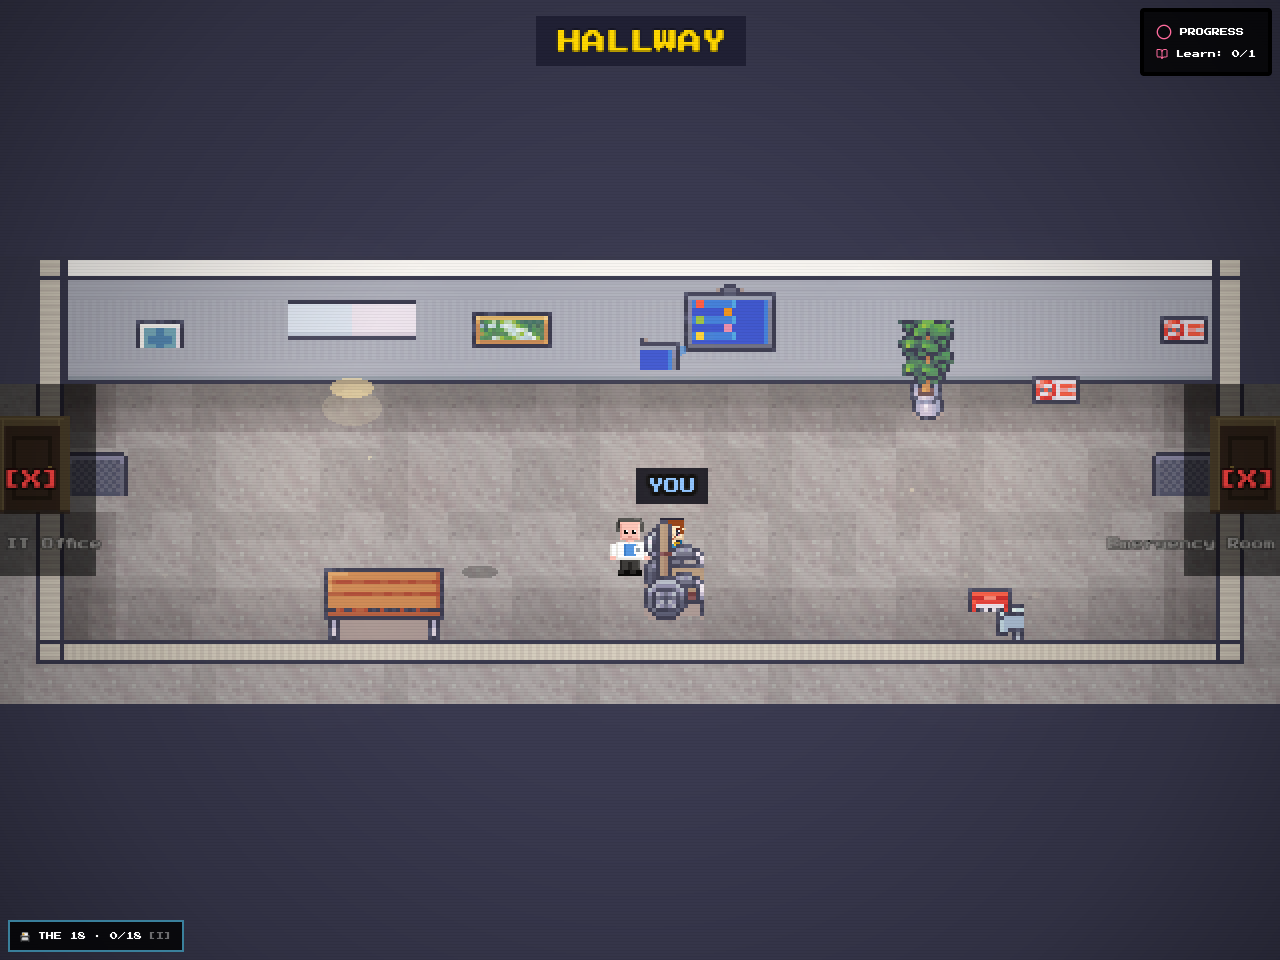 HALLWAY
PROGRESS
Learn: 0/1
YOU
[X]
[X]
IT Office
Emergency Room
THE 18 · 0/18 [I]